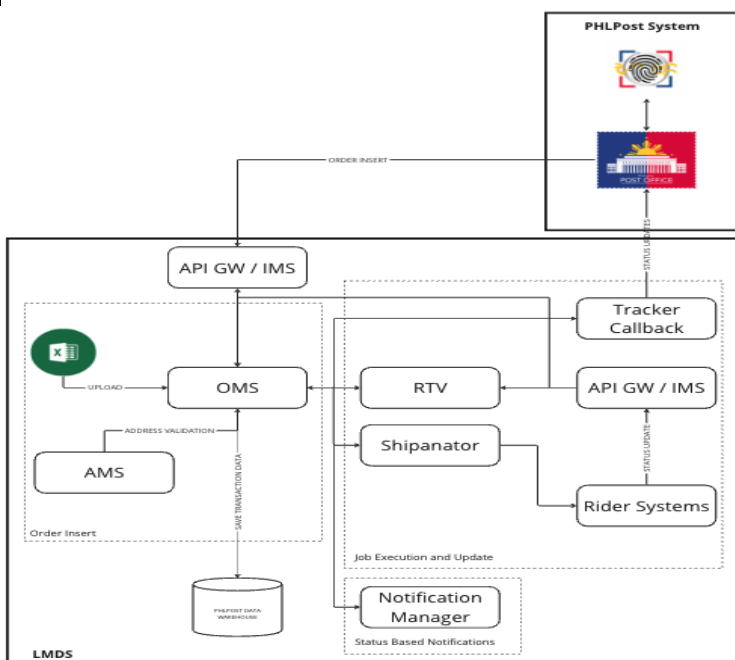 PHLPost System
POST OFFICE
ORDER INSERT
STATUS UPDATES
API GW / IMS
Tracker
Callback
UPLOAD
OMS
RTV
API GW / IMS
ADDRESS VALIDATION
Shipanator
STATUS UPDATE
AMS
SAVE TRANSACTION DATA
Rider Systems
Order Insert
Job Execution and Update
PHLPOST DATA
WAREHOUSE
Notification
Manager
Status Based Notifications
LMDS